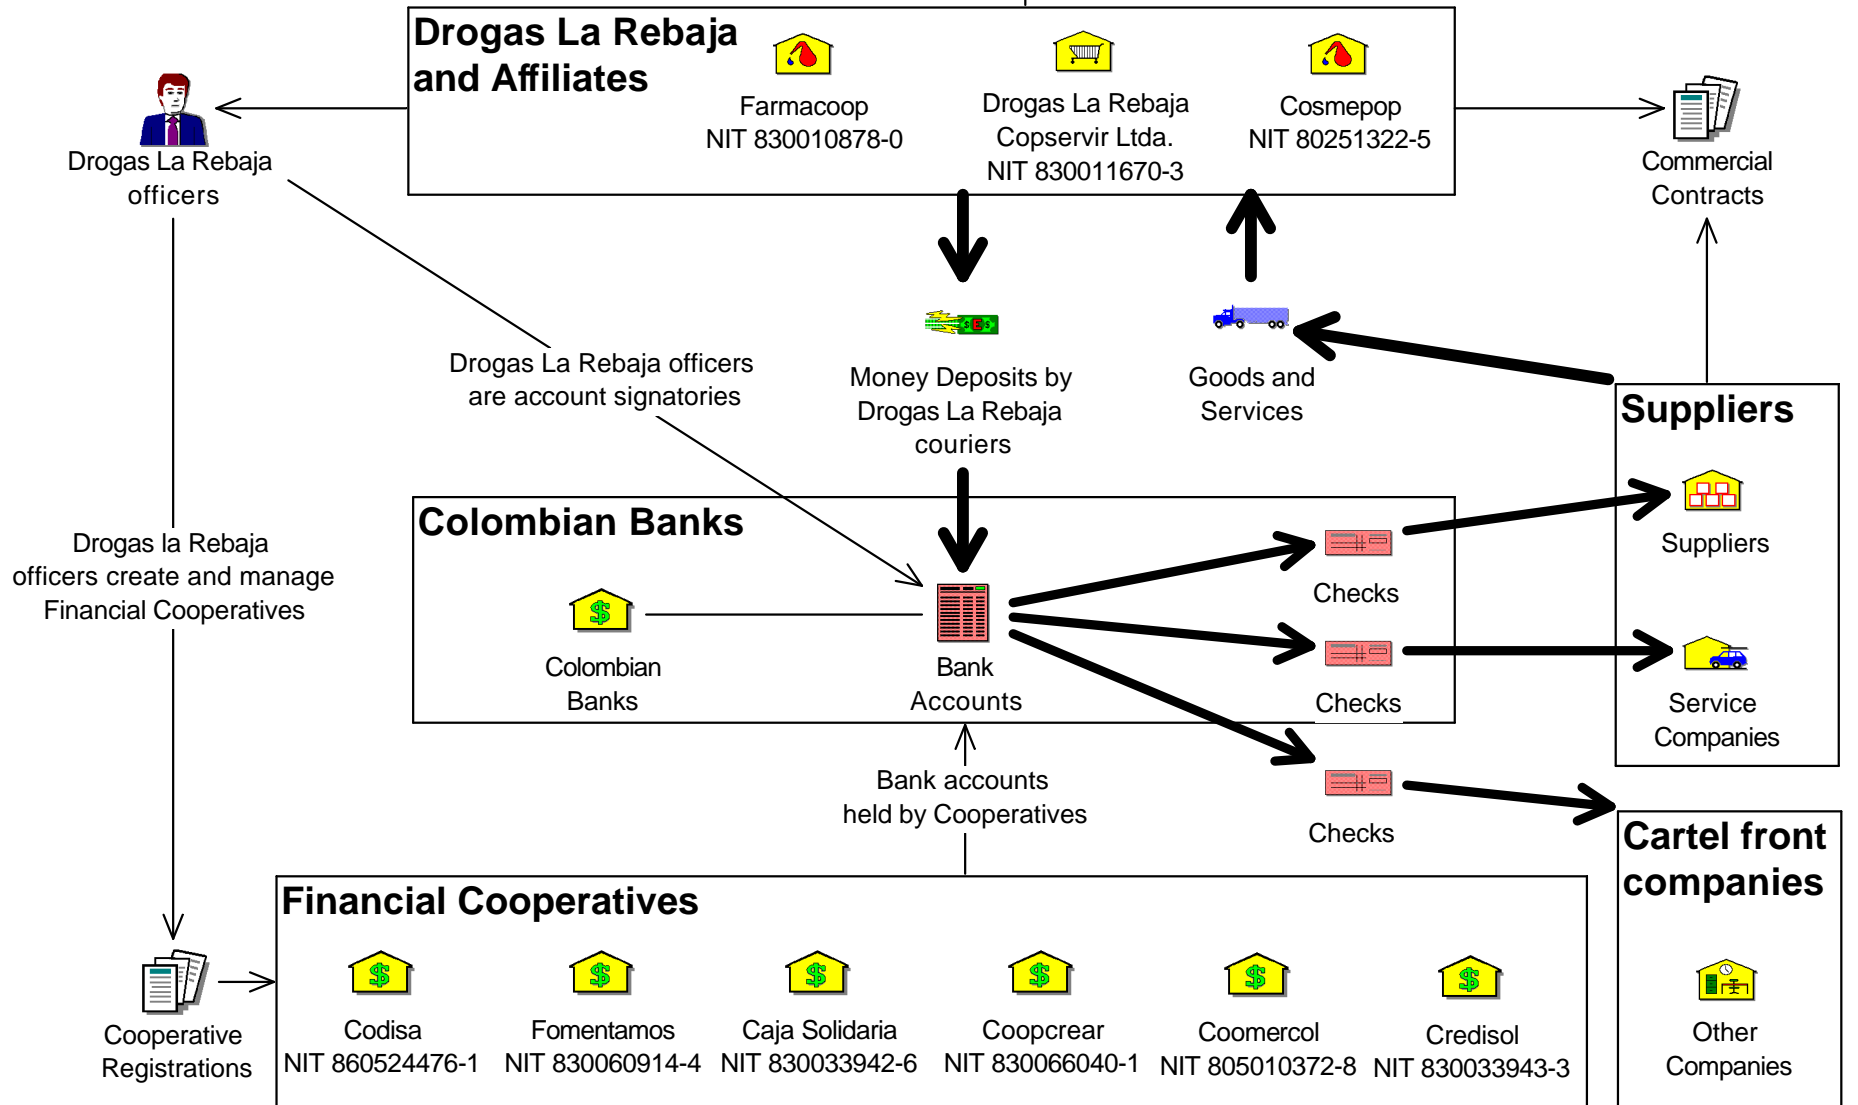 Drogas La Rebaja
and Affiliates
Farmacoop
NIT 830010878-0
Drogas La Rebaja
Copservir Ltda.
NIT 830011670-3
Cosmepop
NIT 80251322-5
Drogas La Rebaja
officers
Commercial
Contracts
Drogas La Rebaja officers
are account signatories
Money Deposits by
Drogas La Rebaja
couriers
Goods and
Services
Suppliers
Suppliers
Service
Companies
Drogas la Rebaja
officers create and manage
Financial Cooperatives
Colombian Banks
Colombian
Banks
Bank
Accounts
Checks
Checks
Checks
Bank accounts
held by Cooperatives
Cartel front
companies
Other
Companies
Cooperative
Registrations
Financial Cooperatives
Codisa
NIT 860524476-1
Fomentamos
NIT 830060914-4
Caja Solidaria
NIT 830033942-6
Coopcrear
NIT 830066040-1
Coomercol
NIT 805010372-8
Credisol
NIT 830033943-3